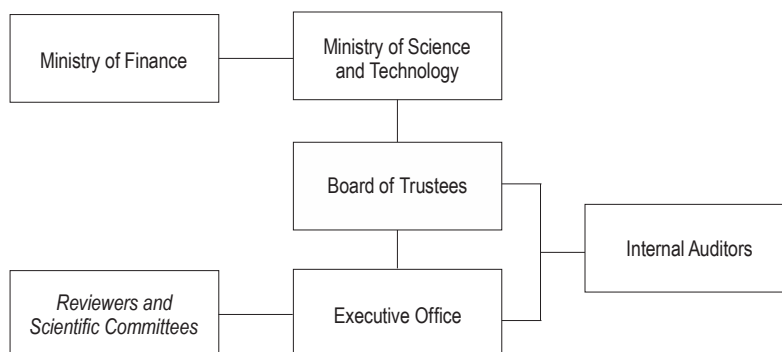 Ministry of Finance
Ministry of Science
and Technology
Board of Trustees
Internal Auditors
Reviewers and
Scientific Committees
Executive Office